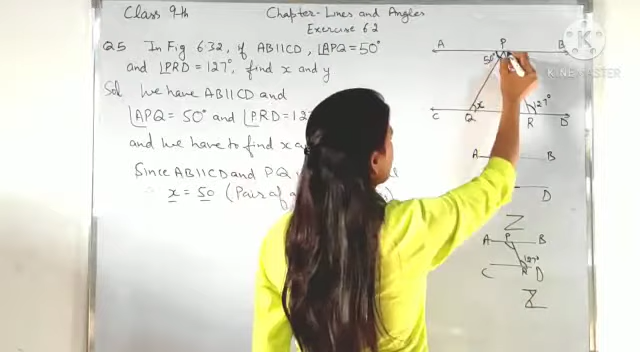 Class 9th
Chapter-Lines and Angles
Exercise 6.2
Q5 In Fig 6.32, if AB||CD, ∠APQ = 50°
and ∠PRD = 127°, find x and y
Sol We have AB||CD and
∠APQ = 50° and ∠PRD = 12
and we have to find x a
Since AB||CD and PQ
∴ x = 50 (Pair of
A P B
50°
x 127°
C Q R D
A B
D
Z
A P B
127°
C R D
Z
KINEMASTER